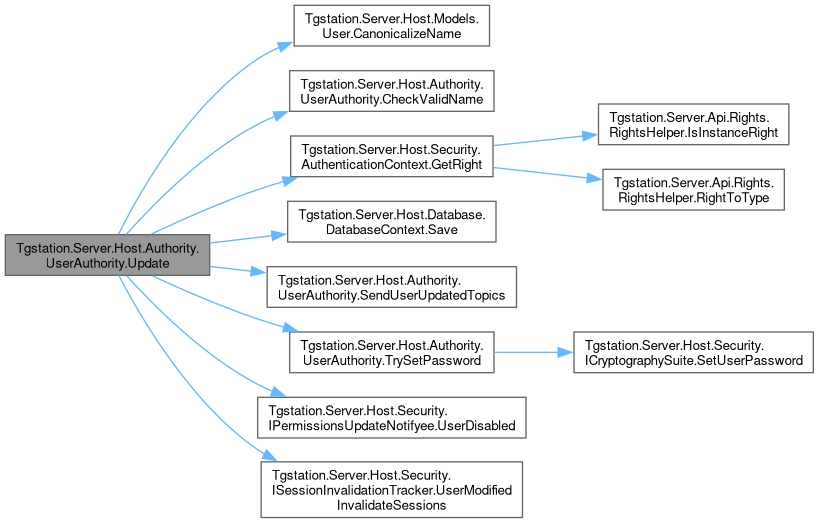 Tgstation.Server.Host.Models.
User.CanonicalizeName
Tgstation.Server.Host.Authority.
UserAuthority.CheckValidName
Tgstation.Server.Api.Rights.
RightsHelper.IsInstanceRight
Tgstation.Server.Host.Security.
AuthenticationContext.GetRight
Tgstation.Server.Api.Rights.
RightsHelper.RightToType
Tgstation.Server.Host.Database.
DatabaseContext.Save
Tgstation.Server.Host.Authority.
UserAuthority.Update
Tgstation.Server.Host.Authority.
UserAuthority.SendUserUpdatedTopics
Tgstation.Server.Host.Authority.
UserAuthority.TrySetPassword
Tgstation.Server.Host.Security.
ICryptographySuite.SetUserPassword
Tgstation.Server.Host.Security.
IPermissionsUpdateNotifyee.UserDisabled
Tgstation.Server.Host.Security.
ISessionInvalidationTracker.UserModified
InvalidateSessions